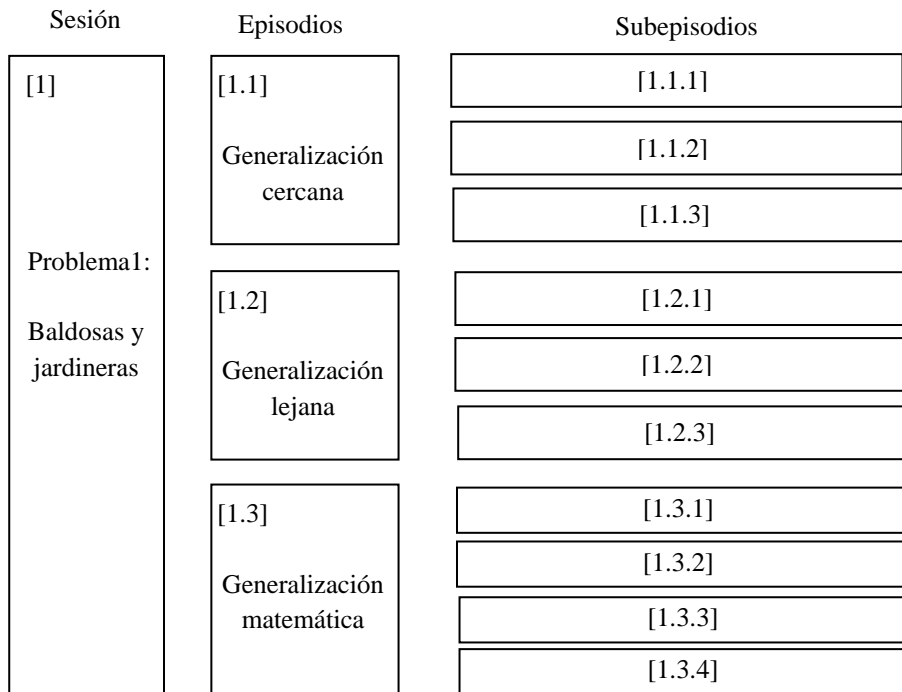 Sesión
Episodios
Subepisodios
[1]
Problema1:
Baldosas y
jardineras
[1.1]
Generalización
cercana
[1.1.1]
[1.1.2]
[1.1.3]
[1.2]
Generalización
lejana
[1.2.1]
[1.2.2]
[1.2.3]
[1.3]
Generalización
matemática
[1.3.1]
[1.3.2]
[1.3.3]
[1.3.4]